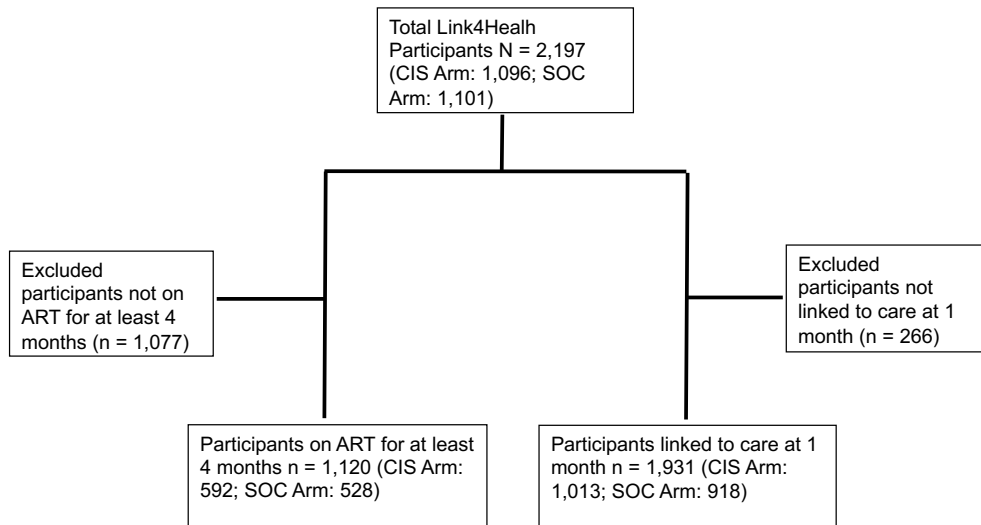 Total Link4Healh
Participants N = 2,197
(CIS Arm: 1,096; SOC
Arm: 1,101)
Excluded
participants not on
ART for at least 4
months (n = 1,077)
Excluded
participants not
linked to care at 1
month (n = 266)
Participants on ART for at least
4 months n = 1,120 (CIS Arm:
592; SOC Arm: 528)
Participants linked to care at 1
month n = 1,931 (CIS Arm:
1,013; SOC Arm: 918)